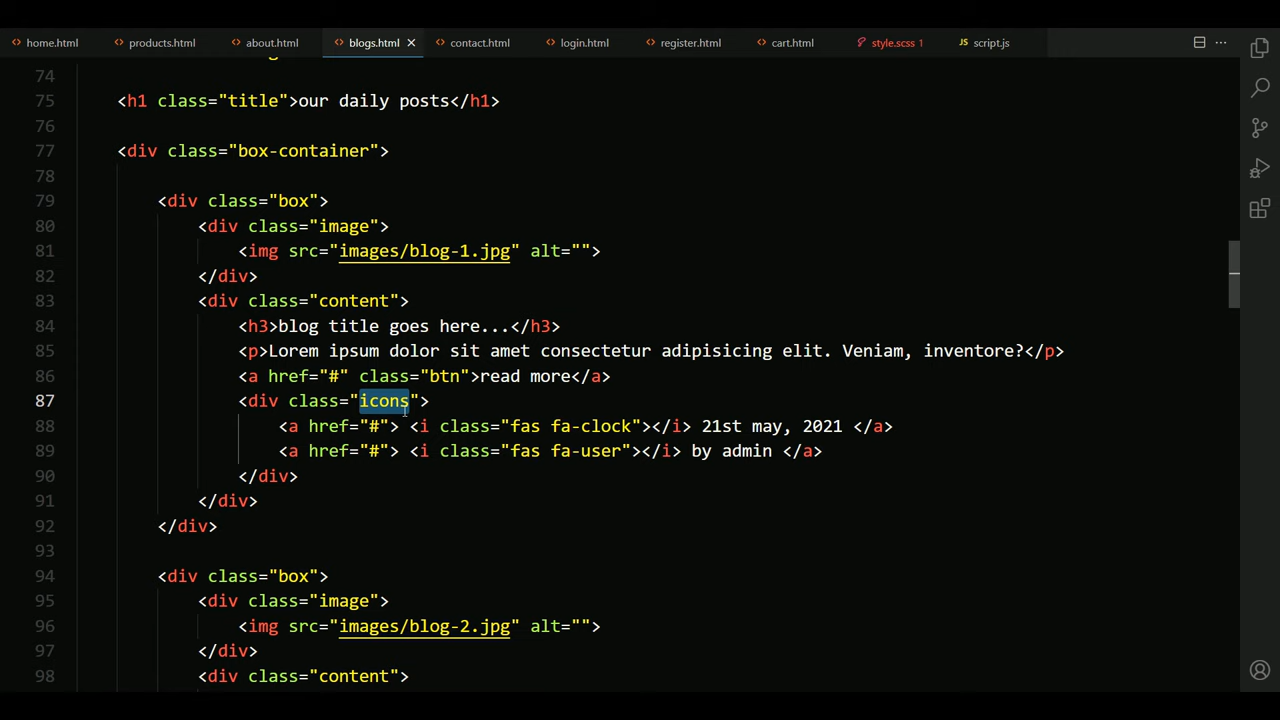 home.html products.html about.html blogs.html contact.html login.html register.html cart.html style.scss 1 JS script.js
74
75 <h1 class="title">our daily posts</h1>
76
77 <div class="box-container">
78
79 <div class="box">
80 <div class="image">
81 <img src="images/blog-1.jpg" alt="">
82 </div>
83 <div class="content">
84 <h3>blog title goes here...</h3>
85 <p>Lorem ipsum dolor sit amet consectetur adipisicing elit. Veniam, inventore?</p>
86 <a href="#" class="btn">read more</a>
87 <div class="icons">
88 <a href="#"> <i class="fas fa-clock"></i> 21st may, 2021 </a>
89 <a href="#"> <i class="fas fa-user"></i> by admin </a>
90 </div>
91 </div>
92 </div>
93
94 <div class="box">
95 <div class="image">
96 <img src="images/blog-2.jpg" alt="">
97 </div>
98 <div class="content">